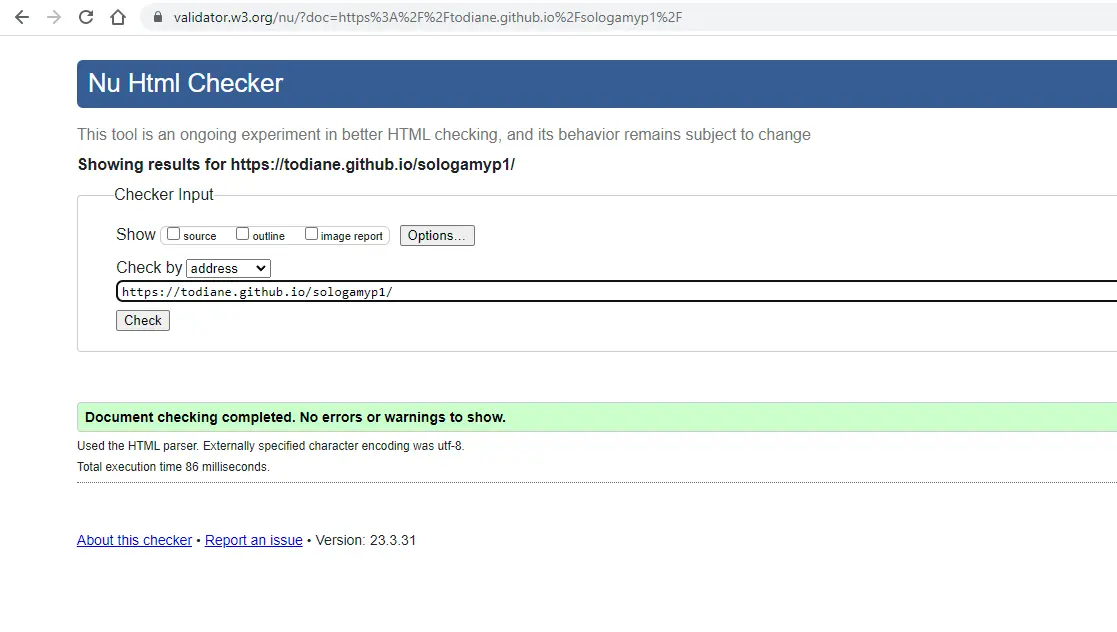 validator.w3.org/nu/?doc=https%3A%2F%2Ftodiane.github.io%2Fsologamyp1%2F
Nu Html Checker
This tool is an ongoing experiment in better HTML checking, and its behavior remains subject to change
Showing results for https://todiane.github.io/sologamyp1/
Checker Input
Show source outline image report Options...
Check by address
https://todiane.github.io/sologamyp1/
Check
Document checking completed. No errors or warnings to show.
Used the HTML parser. Externally specified character encoding was utf-8.
Total execution time 86 milliseconds.
About this checker • Report an issue • Version: 23.3.31